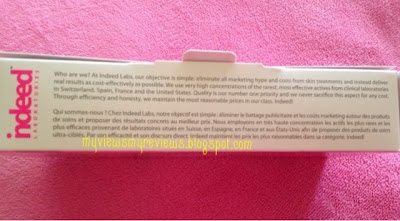 indeed
LABORATORIES
Who are we? At Indeed Labs, our objective is simple: eliminate all marketing hype and costs from skin treatments and instead deliver
real results as cost-effectively as possible. We use very high concentrations of the rarest, most effective actives from clinical laboratories
in Switzerland, Spain, France and the United States. Quality is our number one priority and we never sacrifice this aspect for any cost.
Through efficiency and honesty, we maintain the most reasonable prices in our class. Indeed!
Qui sommes-nous ? Chez Indeed Labs, notre objectif est simple: éliminer le battage publicitaire et les coûts marketing autour des produits
de soins et proposer des résultats concrets au meilleur prix. Nous employons en très haute concentration les actifs les plus rares et les
plus efficaces provenant de laboratoires situés en Suisse, en Espagne, en France et aux États-Unis afin de proposer des produits de soins
ultra-ciblés. Par son efficacité et son discours direct, Indeed maintient les prix les plus raisonnables dans sa catégorie. Indeed!
myviewsmyreviews.blogspot.com